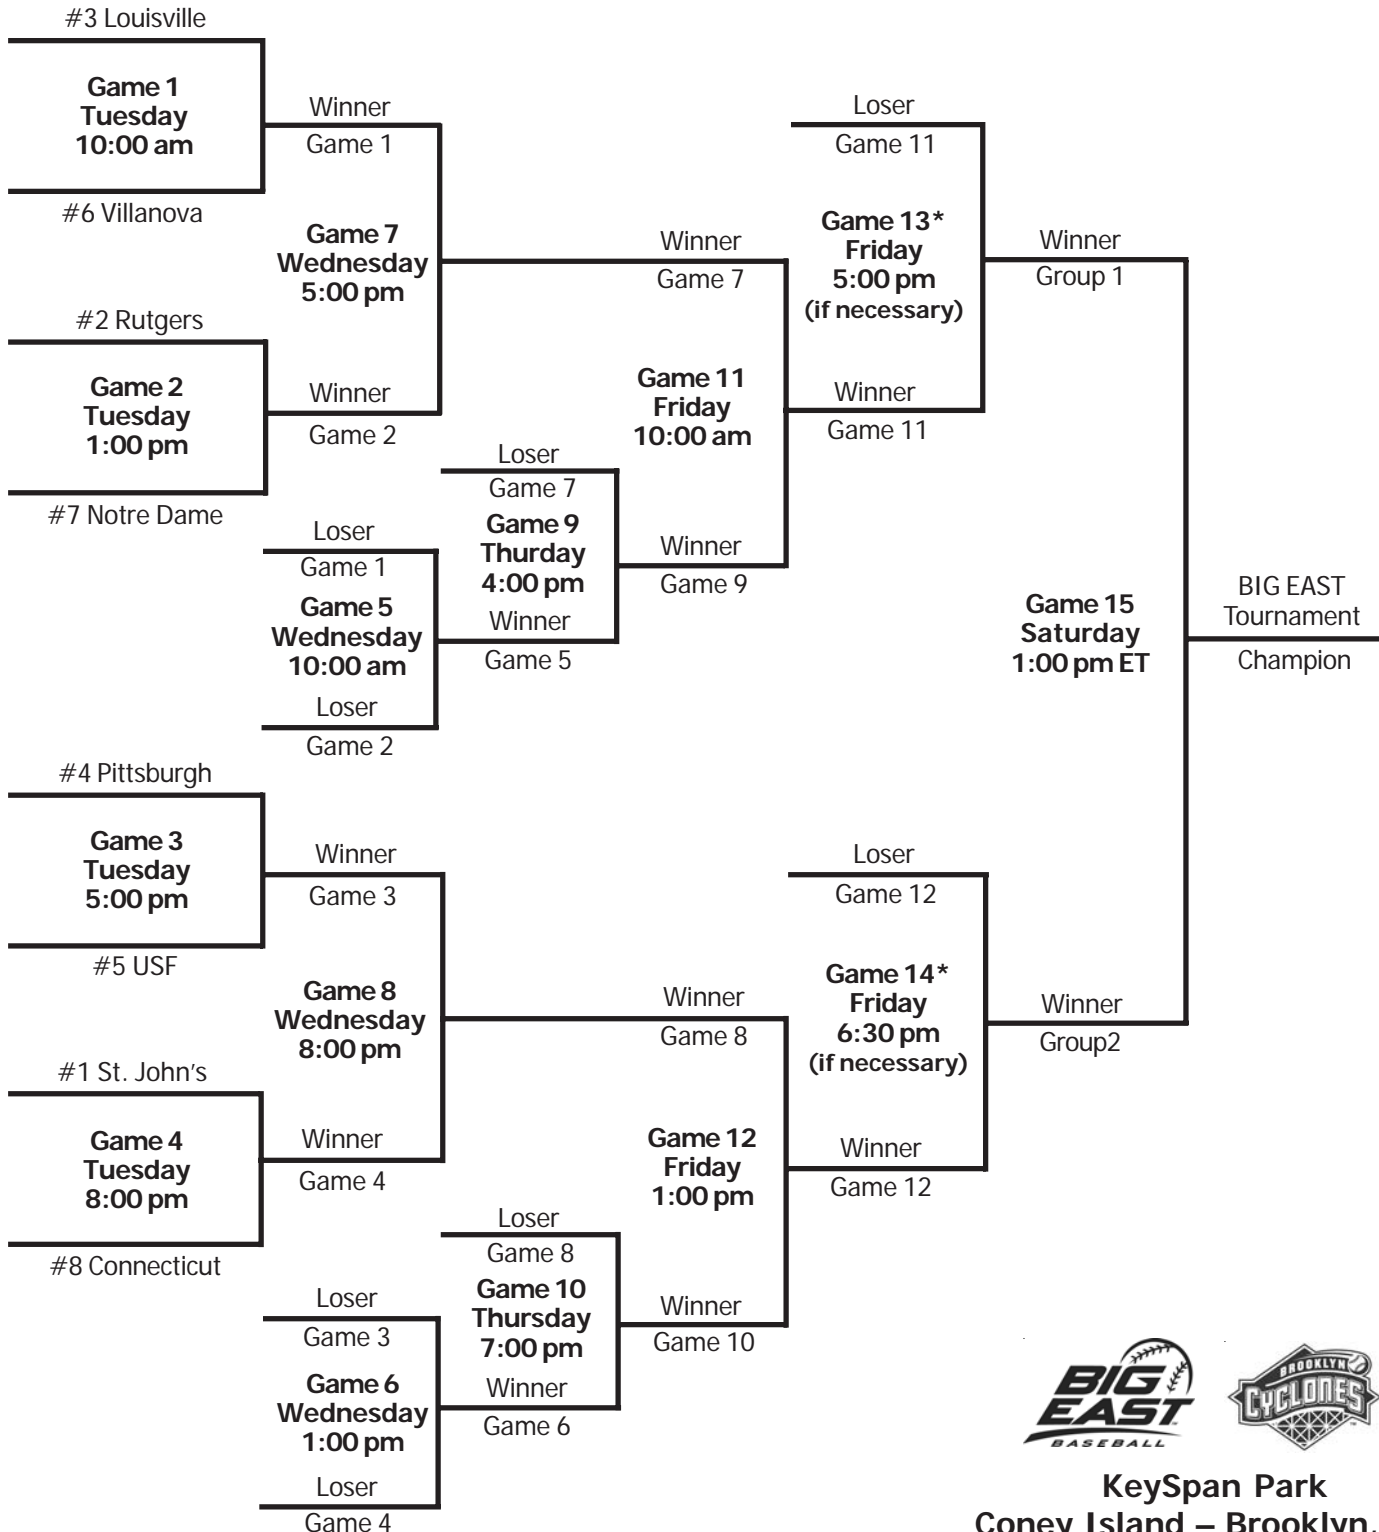 #3 Louisville
Game 1
Tuesday
10:00 am
#6 Villanova
Winner
Game 1
Game 7
Wednesday
5:00 pm
#2 Rutgers
Game 2
Tuesday
1:00 pm
#7 Notre Dame
Winner
Game 2
Loser
Game 1
Game 5
Wednesday
10:00 am
Loser
Game 2
Loser
Game 7
Game 9
Thurday
4:00 pm
Winner
Game 5
Winner
Game 7
Game 11
Friday
10:00 am
Winner
Game 9
Loser
Game 11
Game 13*
Friday
5:00 pm
(if necessary)
Winner
Game 11
Winner
Group 1
#4 Pittsburgh
Game 3
Tuesday
5:00 pm
#5 USF
Winner
Game 3
Game 8
Wednesday
8:00 pm
#1 St. John's
Game 4
Tuesday
8:00 pm
#8 Connecticut
Winner
Game 4
Loser
Game 3
Game 6
Wednesday
1:00 pm
Loser
Game 4
Loser
Game 8
Game 10
Thursday
7:00 pm
Winner
Game 6
Winner
Game 8
Game 12
Friday
1:00 pm
Winner
Game 10
Loser
Game 12
Game 14*
Friday
6:30 pm
(if necessary)
Winner
Game 12
Winner
Group2
Game 15
Saturday
1:00 pm ET
BIG EAST
Tournament
Champion
BIG
EAST
BASEBALL
BROOKLYN
CYCLONES
KeySpan Park
Coney Island – Brooklyn,